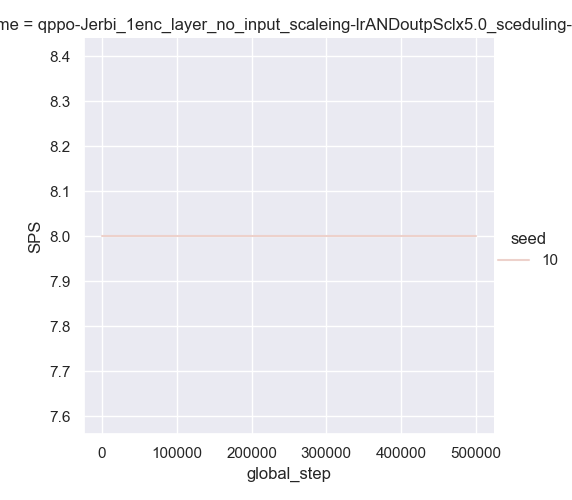 me = qppo-Jerbi_1enc_layer_no_input_scaleing-lrANDoutpSclx5.0_sceduling-
8.4
8.3
8.2
8.1
8.0
7.9
7.8
7.7
7.6
SPS
0 100000 200000 300000 400000 500000
global_step
seed
10